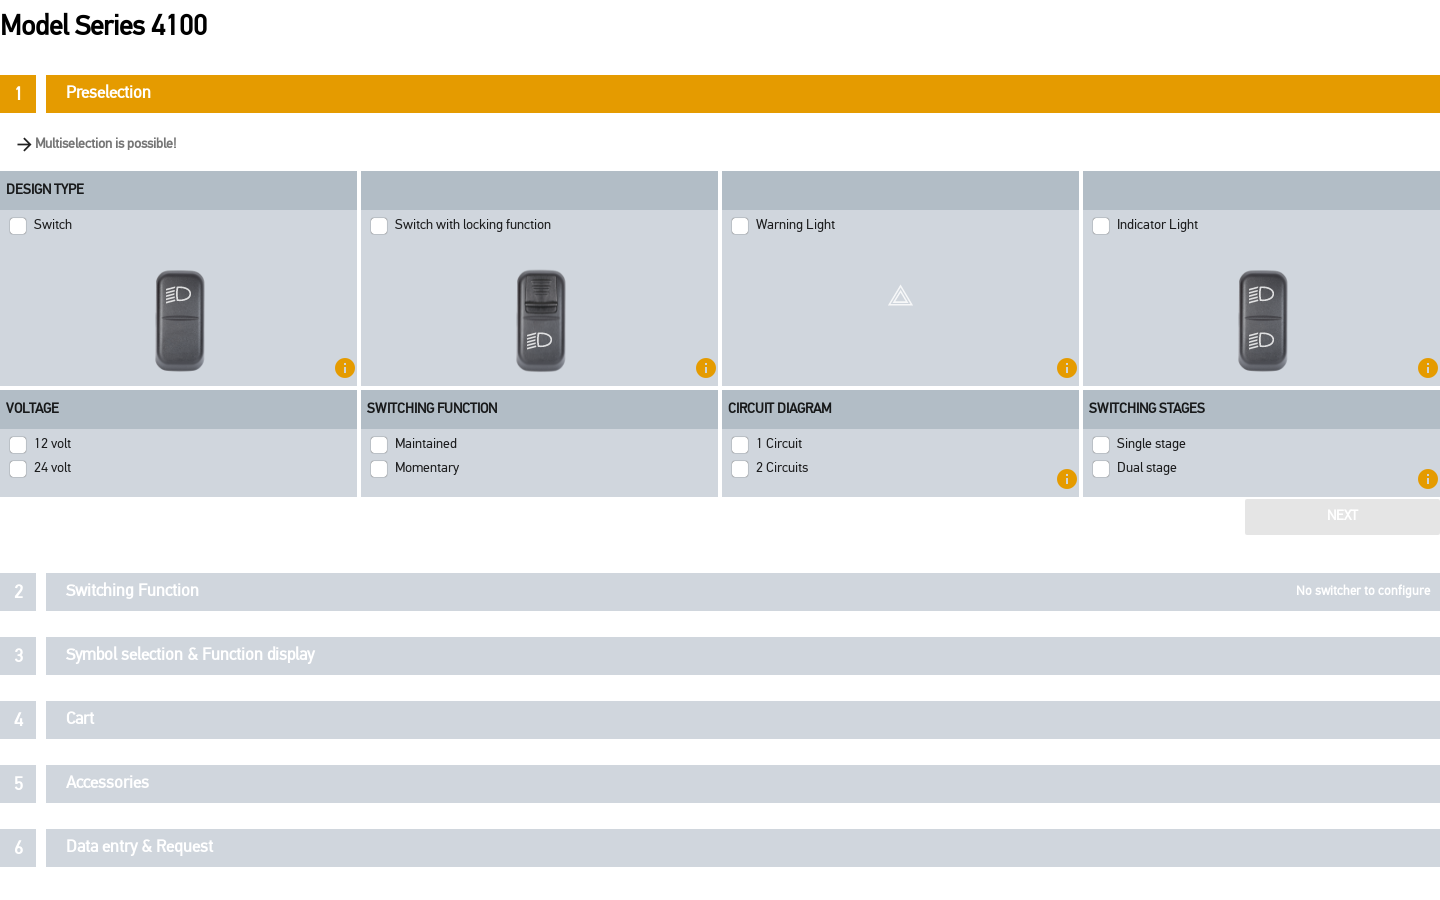 Model Series 4100
1 Preselection
Multiselection is possible!
DESIGN TYPE
Switch
Switch with locking function
Warning Light
Indicator Light
VOLTAGE
12 volt
24 volt
SWITCHING FUNCTION
Maintained
Momentary
CIRCUIT DIAGRAM
1 Circuit
2 Circuits
SWITCHING STAGES
Single stage
Dual stage
NEXT
2 Switching Function No switcher to configure
3 Symbol selection & Function display
4 Cart
5 Accessories
6 Data entry & Request